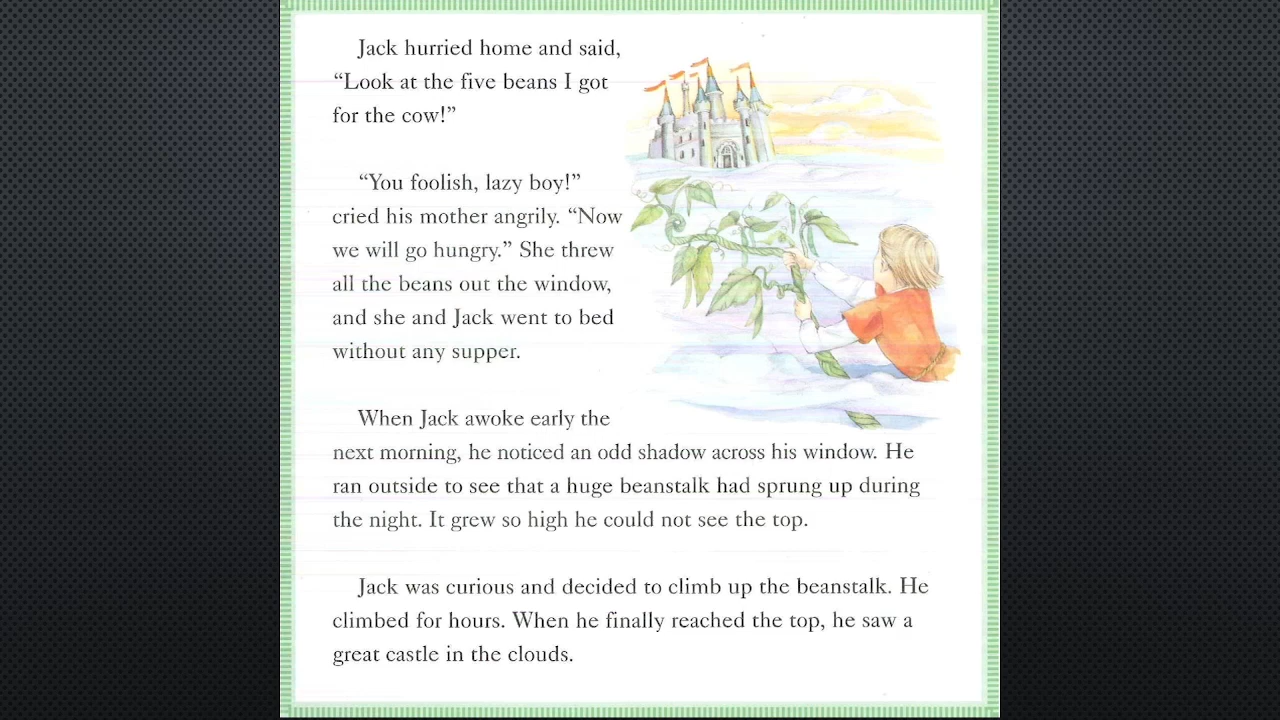 Jack hurried home and said,
“Look at the five beans I got
for the cow!”
“You foolish, lazy boy!”
cried his mother angrily. “Now
we will go hungry.” She threw
all the beans out the window,
and she and Jack went to bed
without any supper.
When Jack awoke early the
next morning, he noticed an odd shadow across his window. He
ran outside to see that a huge beanstalk had sprung up during
the night. It grew so high he could not see the top.
Jack was curious and decided to climb up the beanstalk. He
climbed for hours. When he finally reached the top, he saw a
great castle in the clouds.